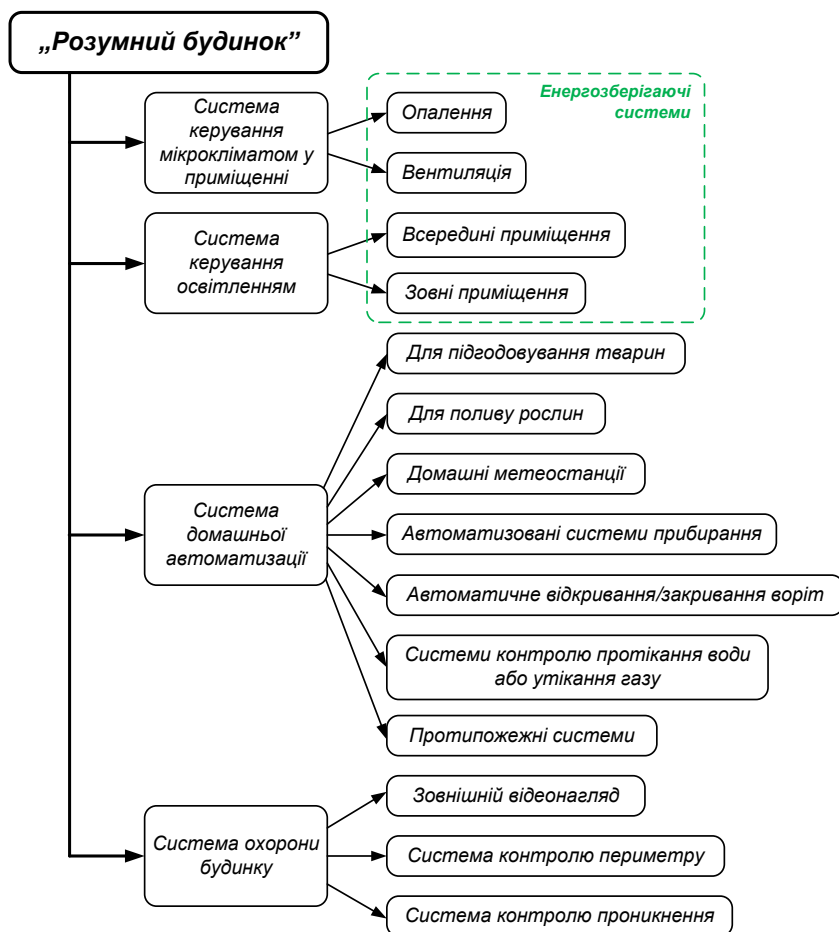 „Розумний будинок”
Енергозберігаючі
системи
Система
керування
мікрокліматом у
приміщенні
Опалення
Вентиляція
Система
керування
освітленням
Всередині приміщення
Зовні приміщення
Система
домашньої
автоматизації
Для підгодовування тварин
Для поливу рослин
Домашні метеостанції
Автоматизовані системи прибирання
Автоматичне відкривання/закривання воріт
Системи контролю протікання води
або утікання газу
Протипожежні системи
Система охорони
будинку
Зовнішній відеонагляд
Система контролю периметру
Система контролю проникнення